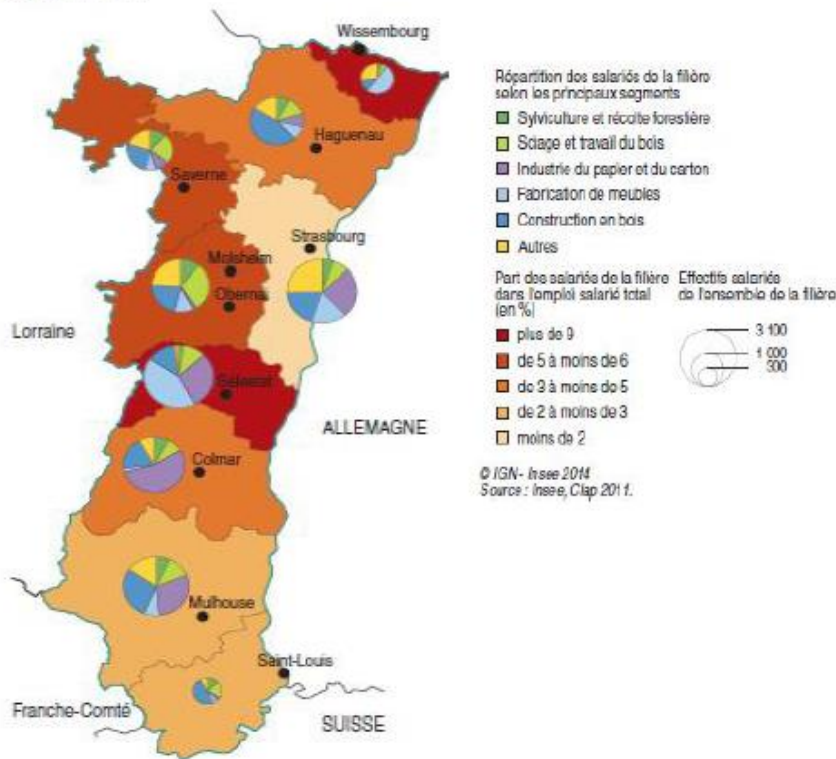 Wissembourg
Haguenau
Saverne
Strasbourg
Molsheim
Obernai
Lorraine
Sélestat
ALLEMAGNE
Colmar
Mulhouse
Saint-Louis
Franche-Comté
SUISSE
Répartition des salariés de la filière
selon les principaux segments
Sylviculture et récolte forestière
Sciage et travail du bois
Industrie du papier et du carton
Fabrication de meubles
Construction en bois
Autres
Part des salariés de la filière
dans l'emploi salarié total
(en %)
plus de 9
de 5 à moins de 6
de 3 à moins de 5
de 2 à moins de 3
moins de 2
Effectifs salariés
de l'ensemble de la filière
3 100
1 000
300
© IGN - Insee 2014
Source : Insee, Clap 2011.